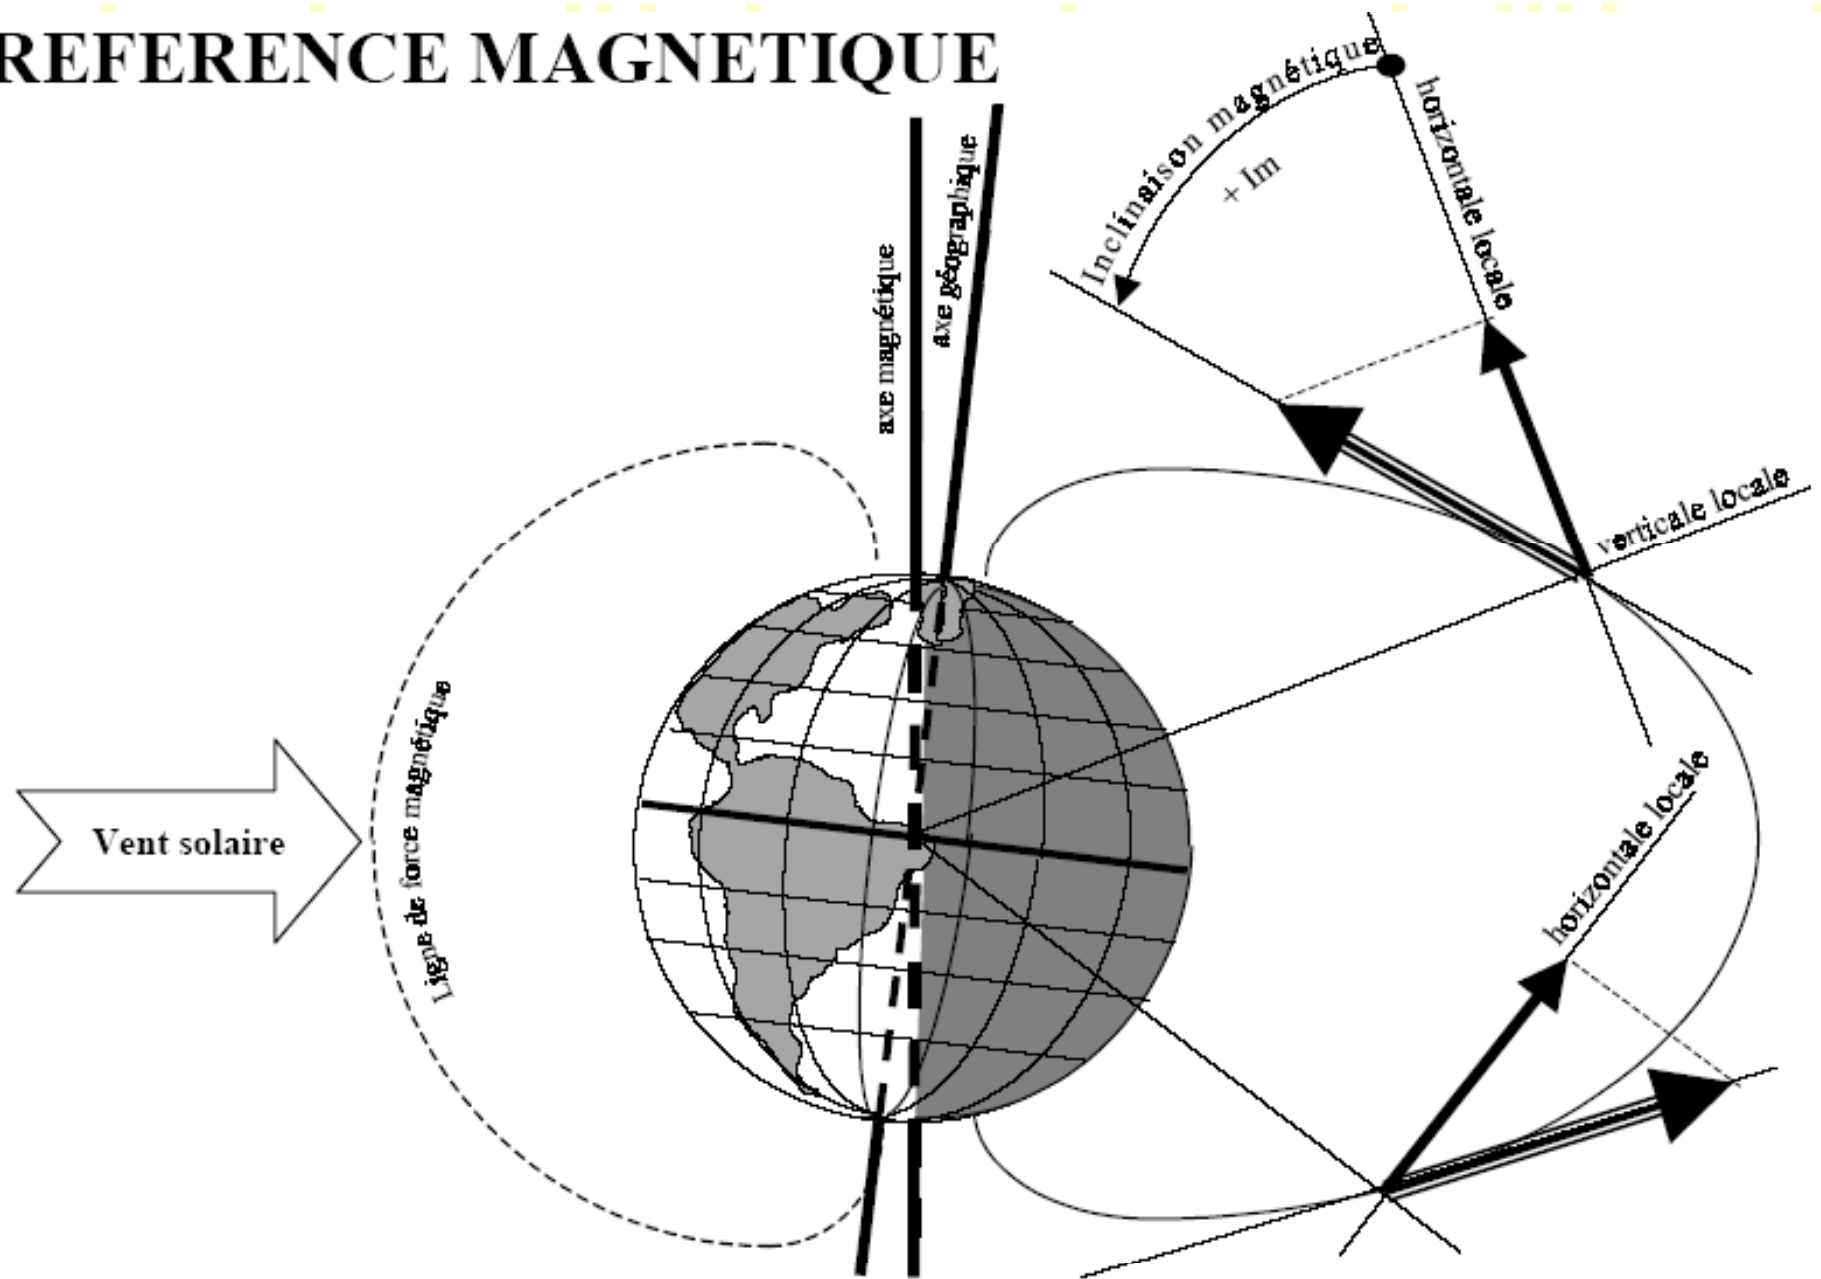 REFERENCE MAGNETIQUE
Inclinaison magnétique
+ Im
horizontale locale
axe magnétique
axe géographique
verticale locale
Ligne de force magnétique
Vent solaire
horizontale locale